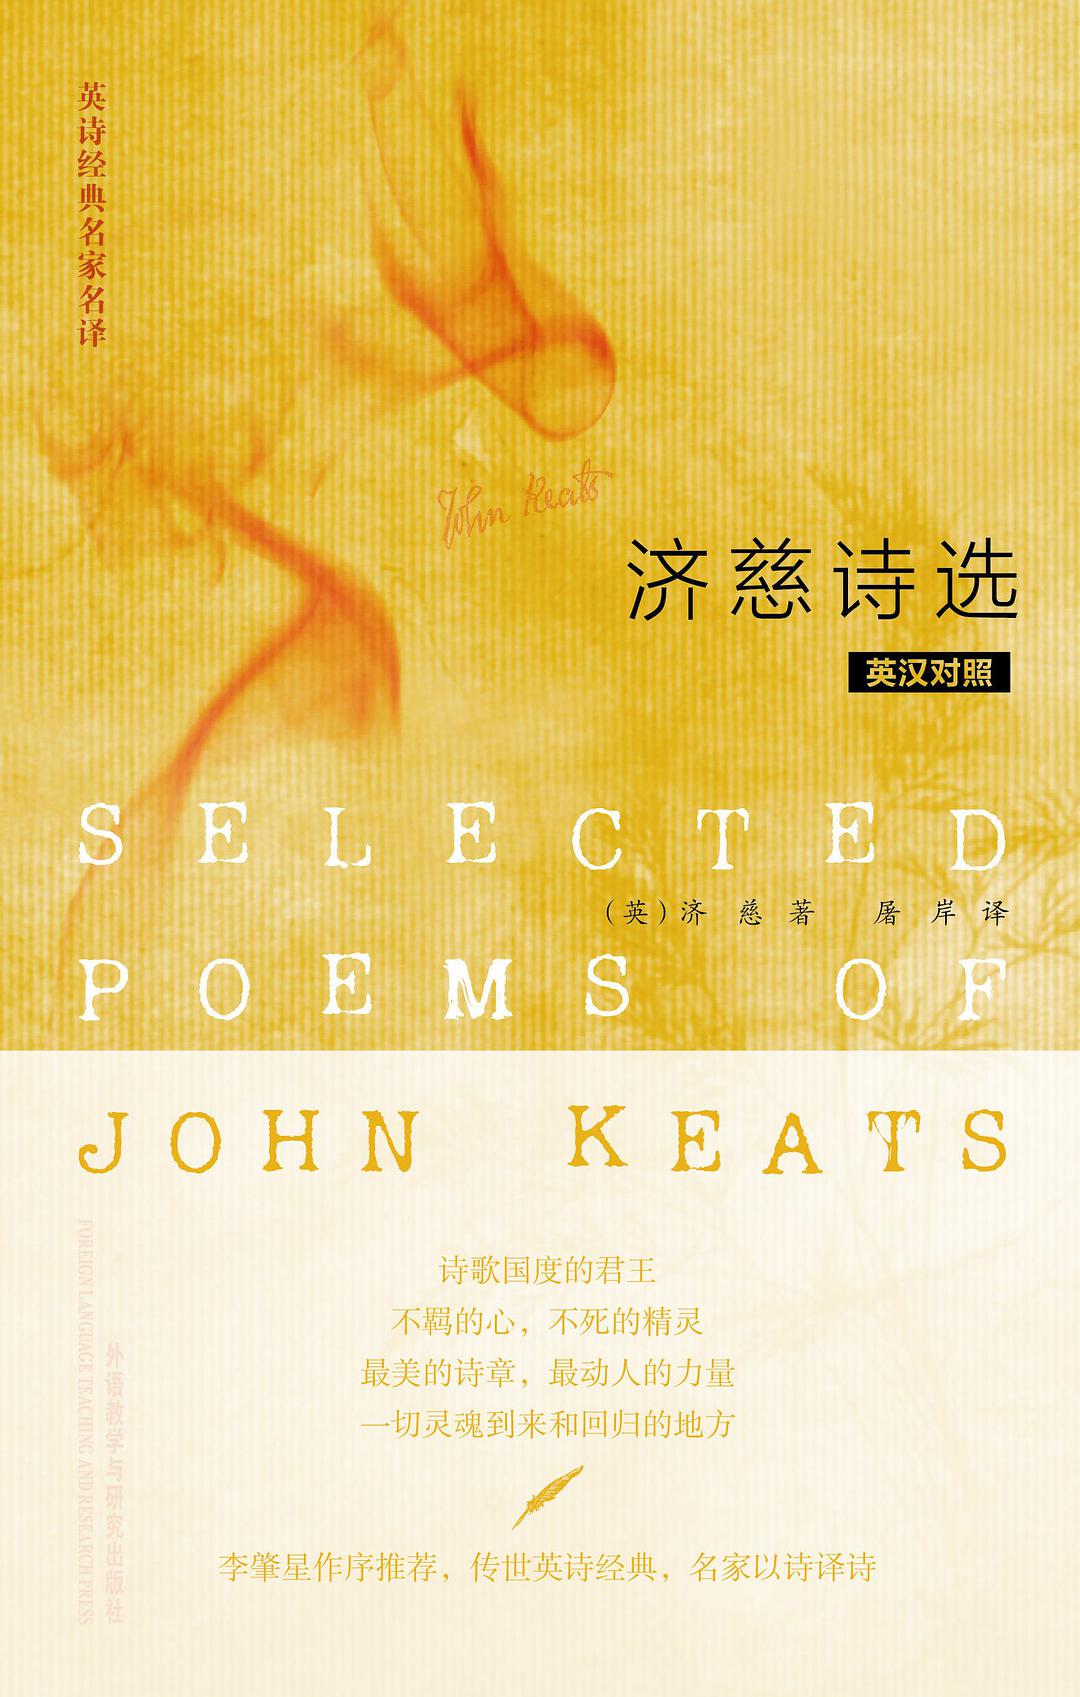 英诗经典名家名译
John Keats
济慈诗选
英汉对照
SELECTED
（英）济慈著 屠岸译
POEMS OF
JOHN KEATS
诗歌国度的君王
不羁的心，不死的精灵
最美的诗章，最动人的力量
一切灵魂到来和回归的地方
李肇星作序推荐，传世英诗经典，名家以诗译诗
外语教学与研究出版社
FOREIGN LANGUAGE TEACHING AND RESEARCH PRESS